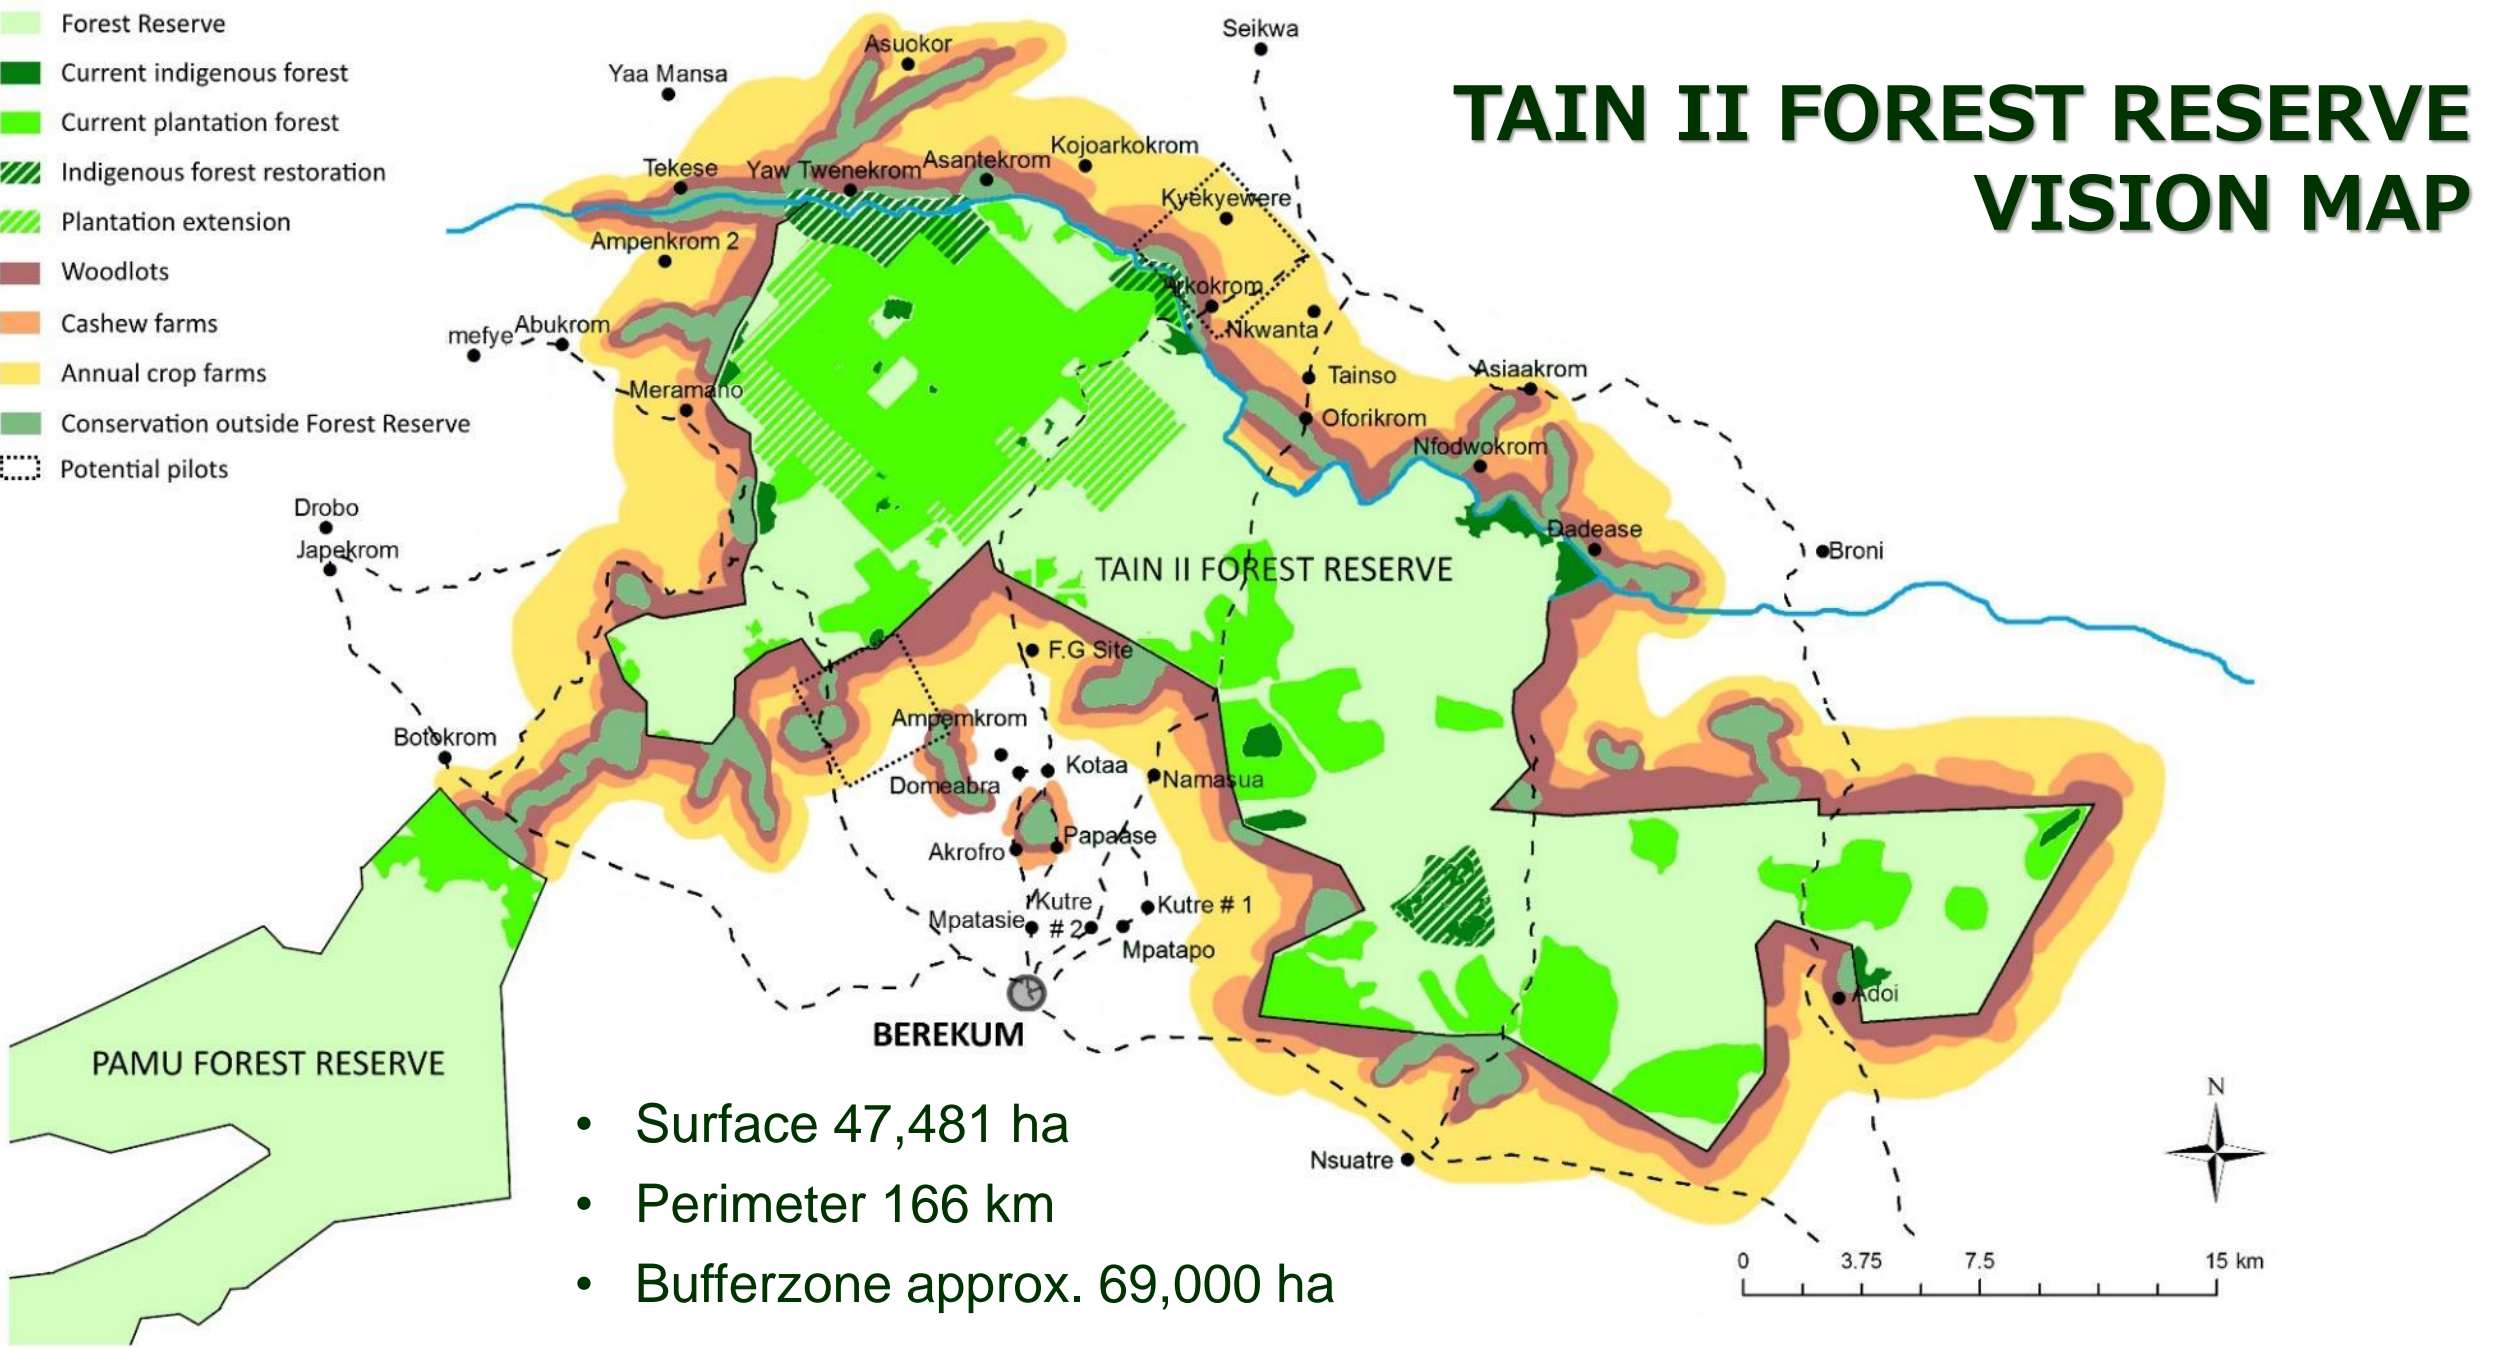 TAIN II FOREST RESERVE
VISION MAP
Forest Reserve
Current indigenous forest
Current plantation forest
Indigenous forest restoration
Plantation extension
Woodlots
Cashew farms
Annual crop farms
Conservation outside Forest Reserve
Potential pilots
Seikwa
Asuokor
Yaa Mansa
Kojoarkokrom
Asantekrom
Tekese
Yaw Twenekrom
Kyekyewere
Ampenkrom 2
Arkokrom
Nkwanta
mefye
Abukrom
Meramano
Tainso
Asiaakrom
Oforikrom
Nfodwokrom
Drobo
Japekrom
Dadease
Broni
TAIN II FOREST RESERVE
F.G Site
Ampemkrom
Botokrom
Kotaa
Domeabra
Namasua
Papaase
Akrofro
Kutre
# 2
Kutre # 1
Mpatasie
Mpatapo
Adoi
BEREKUM
PAMU FOREST RESERVE
Nsuatre
• Surface 47,481 ha
• Perimeter 166 km
• Bufferzone approx. 69,000 ha
N
0 3.75 7.5 15 km